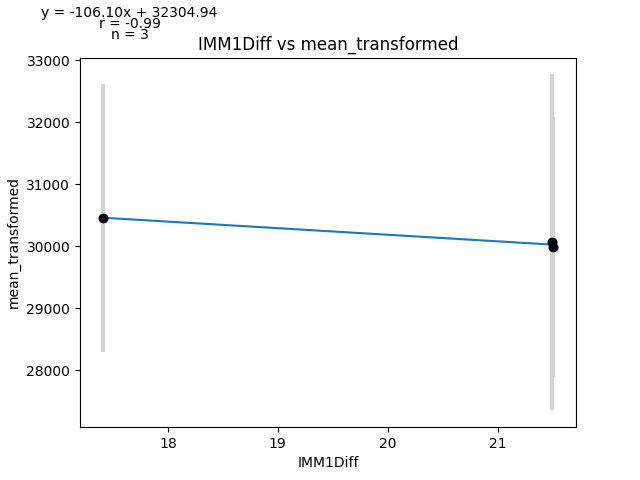 y = -106.10x + 32304.94
r = -0.99
n = 3
IMM1Diff vs mean_transformed
33000
32000
31000
30000
29000
28000
mean_transformed
18
19
20
21
IMM1Diff